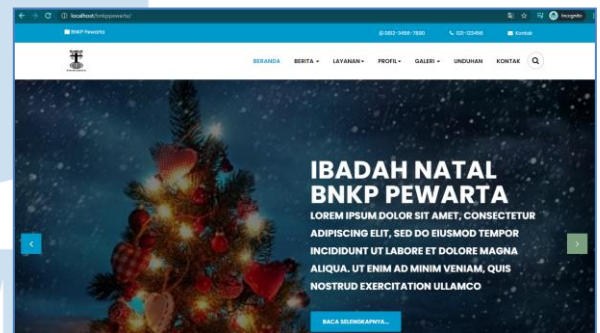 localhost/bnkppewarta/
Incognito
BNKP Pewarta
0812-3456-7890
021-123456
Kontak
BERANDA BERITA LAYANAN PROFIL GALERI UNDUHAN KONTAK
IBADAH NATAL
BNKP PEWARTA
LOREM IPSUM DOLOR SIT AMET, CONSECTETUR
ADIPISCING ELIT, SED DO EIUSMOD TEMPOR
INCIDIDUNT UT LABORE ET DOLORE MAGNA
ALIQUA. UT ENIM AD MINIM VENIAM, QUIS
NOSTRUD EXERCITATION ULLAMCO
BACA SELENGKAPNYA...